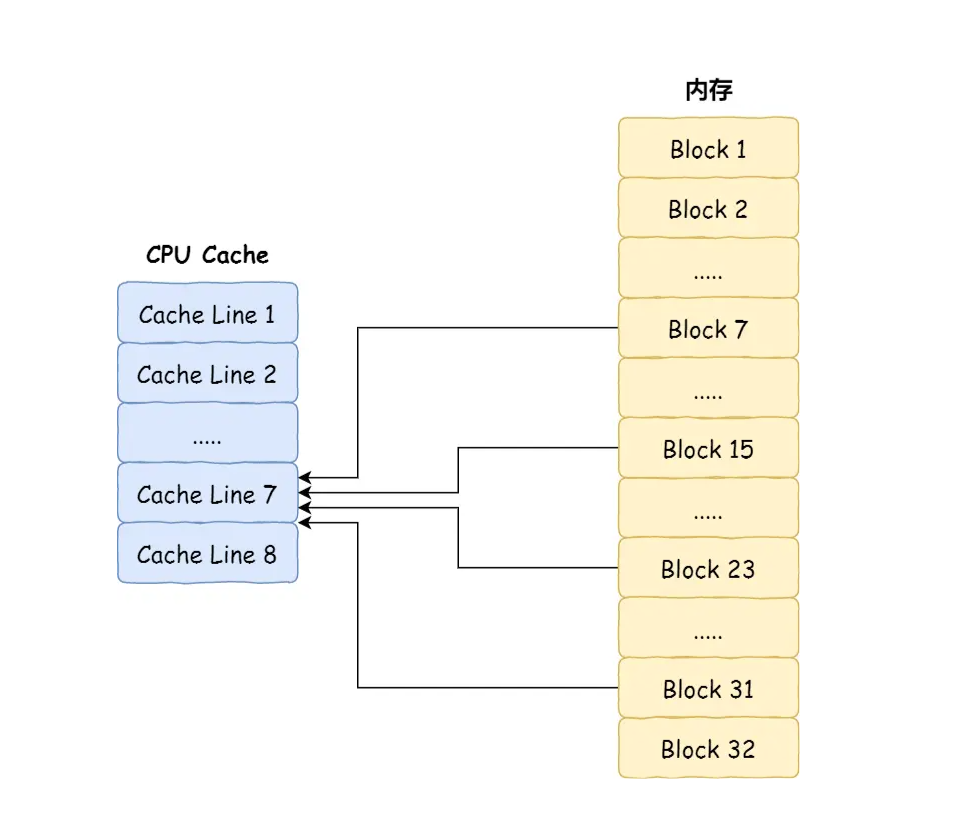 CPU Cache
Cache Line 1
Cache Line 2
.....
Cache Line 7
Cache Line 8
内存
Block 1
Block 2
.....
Block 7
.....
Block 15
.....
Block 23
.....
Block 31
Block 32